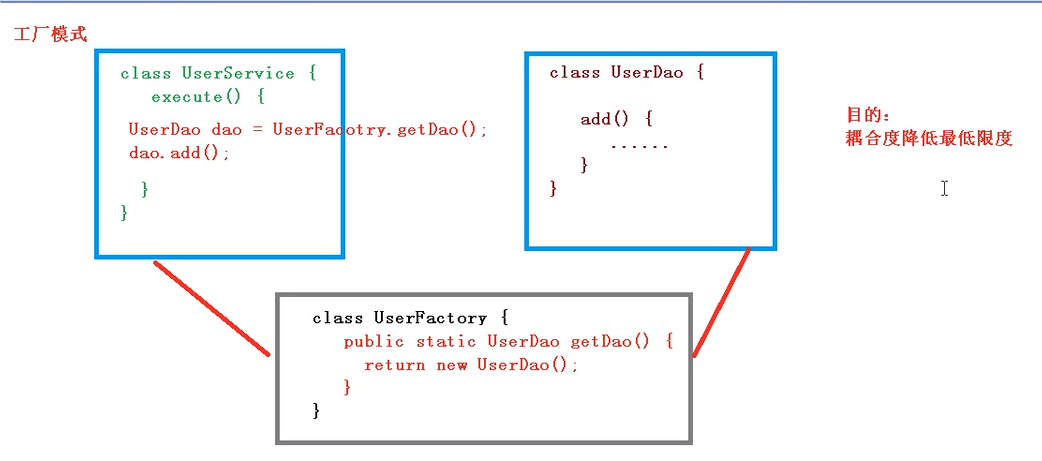 工厂模式
class UserService {
execute() {
UserDao dao = UserFacotry.getDao();
dao.add();
}
}
class UserDao {
add() {
......
}
}
目的：
耦合度降低最低限度
class UserFactory {
public static UserDao getDao() {
return new UserDao();
}
}